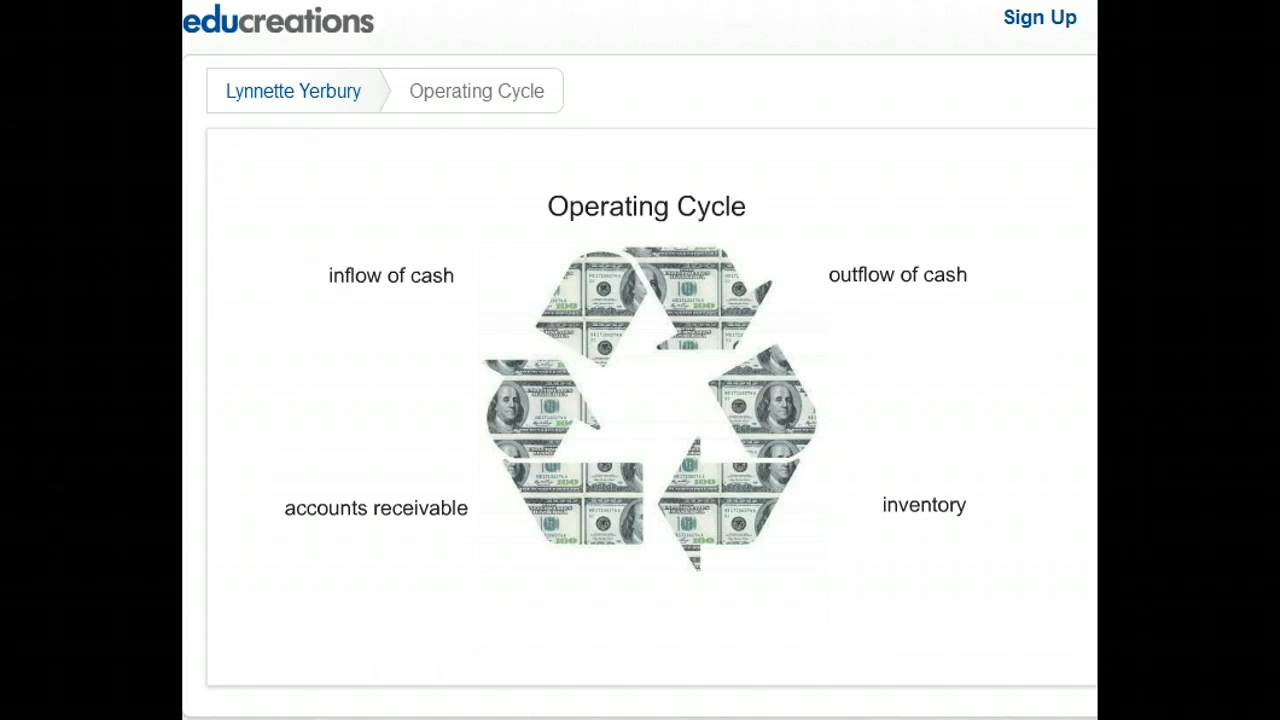 educreations
Sign Up
Lynnette Yerbury
Operating Cycle
Operating Cycle
inflow of cash
outflow of cash
accounts receivable
inventory